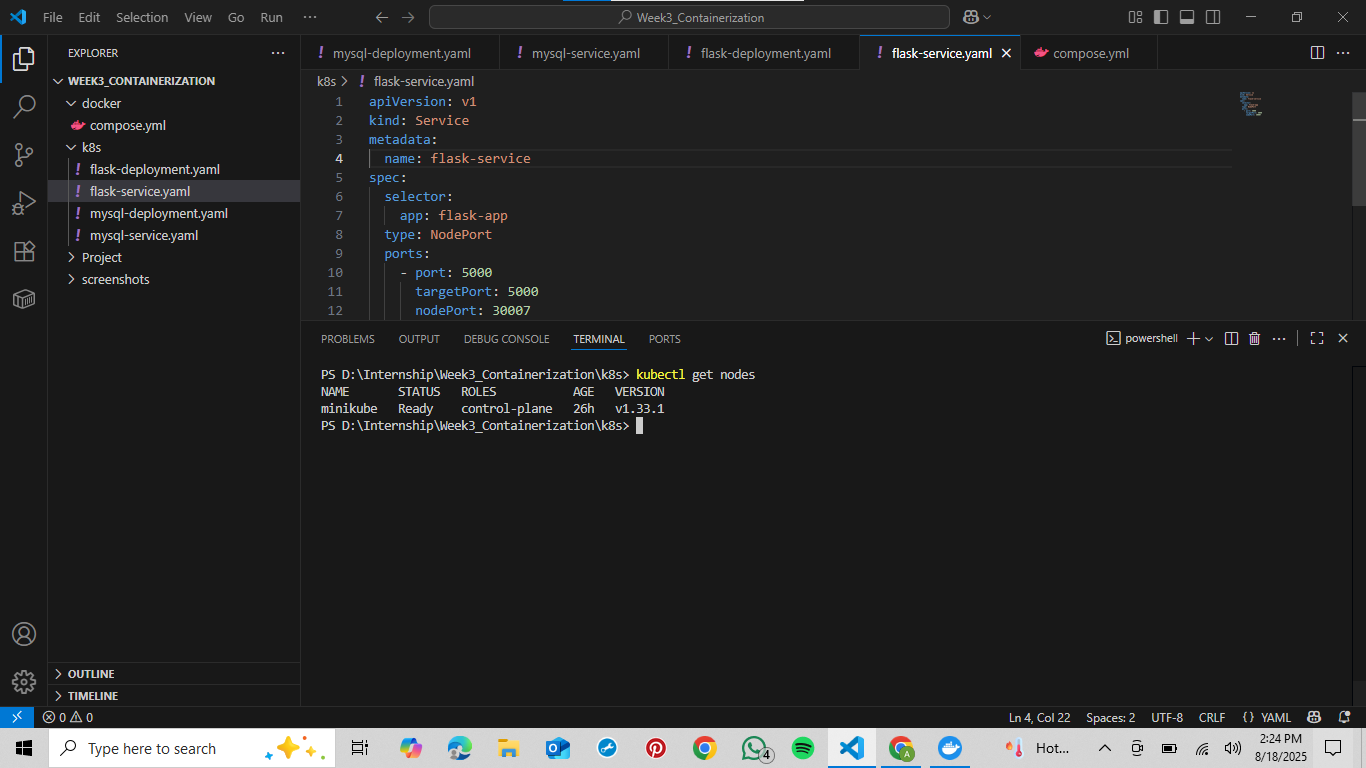 File Edit Selection View Go Run ···
Week3_Containerization
EXPLORER
WEEK3_CONTAINERIZATION
docker
compose.yml
k8s
flask-deployment.yaml
flask-service.yaml
mysql-deployment.yaml
mysql-service.yaml
Project
screenshots
OUTLINE
TIMELINE
mysql-deployment.yaml mysql-service.yaml flask-deployment.yaml flask-service.yaml compose.yml
k8s > ! flask-service.yaml
1 apiVersion: v1
2 kind: Service
3 metadata:
4 name: flask-service
5 spec:
6 selector:
7 app: flask-app
8 type: NodePort
9 ports:
10 - port: 5000
11 targetPort: 5000
12 nodePort: 30007
PROBLEMS OUTPUT DEBUG CONSOLE TERMINAL PORTS
powershell
PS D:\Internship\Week3_Containerization\k8s> kubectl get nodes
NAME STATUS ROLES AGE VERSION
minikube Ready control-plane 26h v1.33.1
PS D:\Internship\Week3_Containerization\k8s>
0 0
Ln 4, Col 22 Spaces: 2 UTF-8 CRLF {} YAML
Type here to search
4
A
Hot...
2:24 PM
8/18/2025